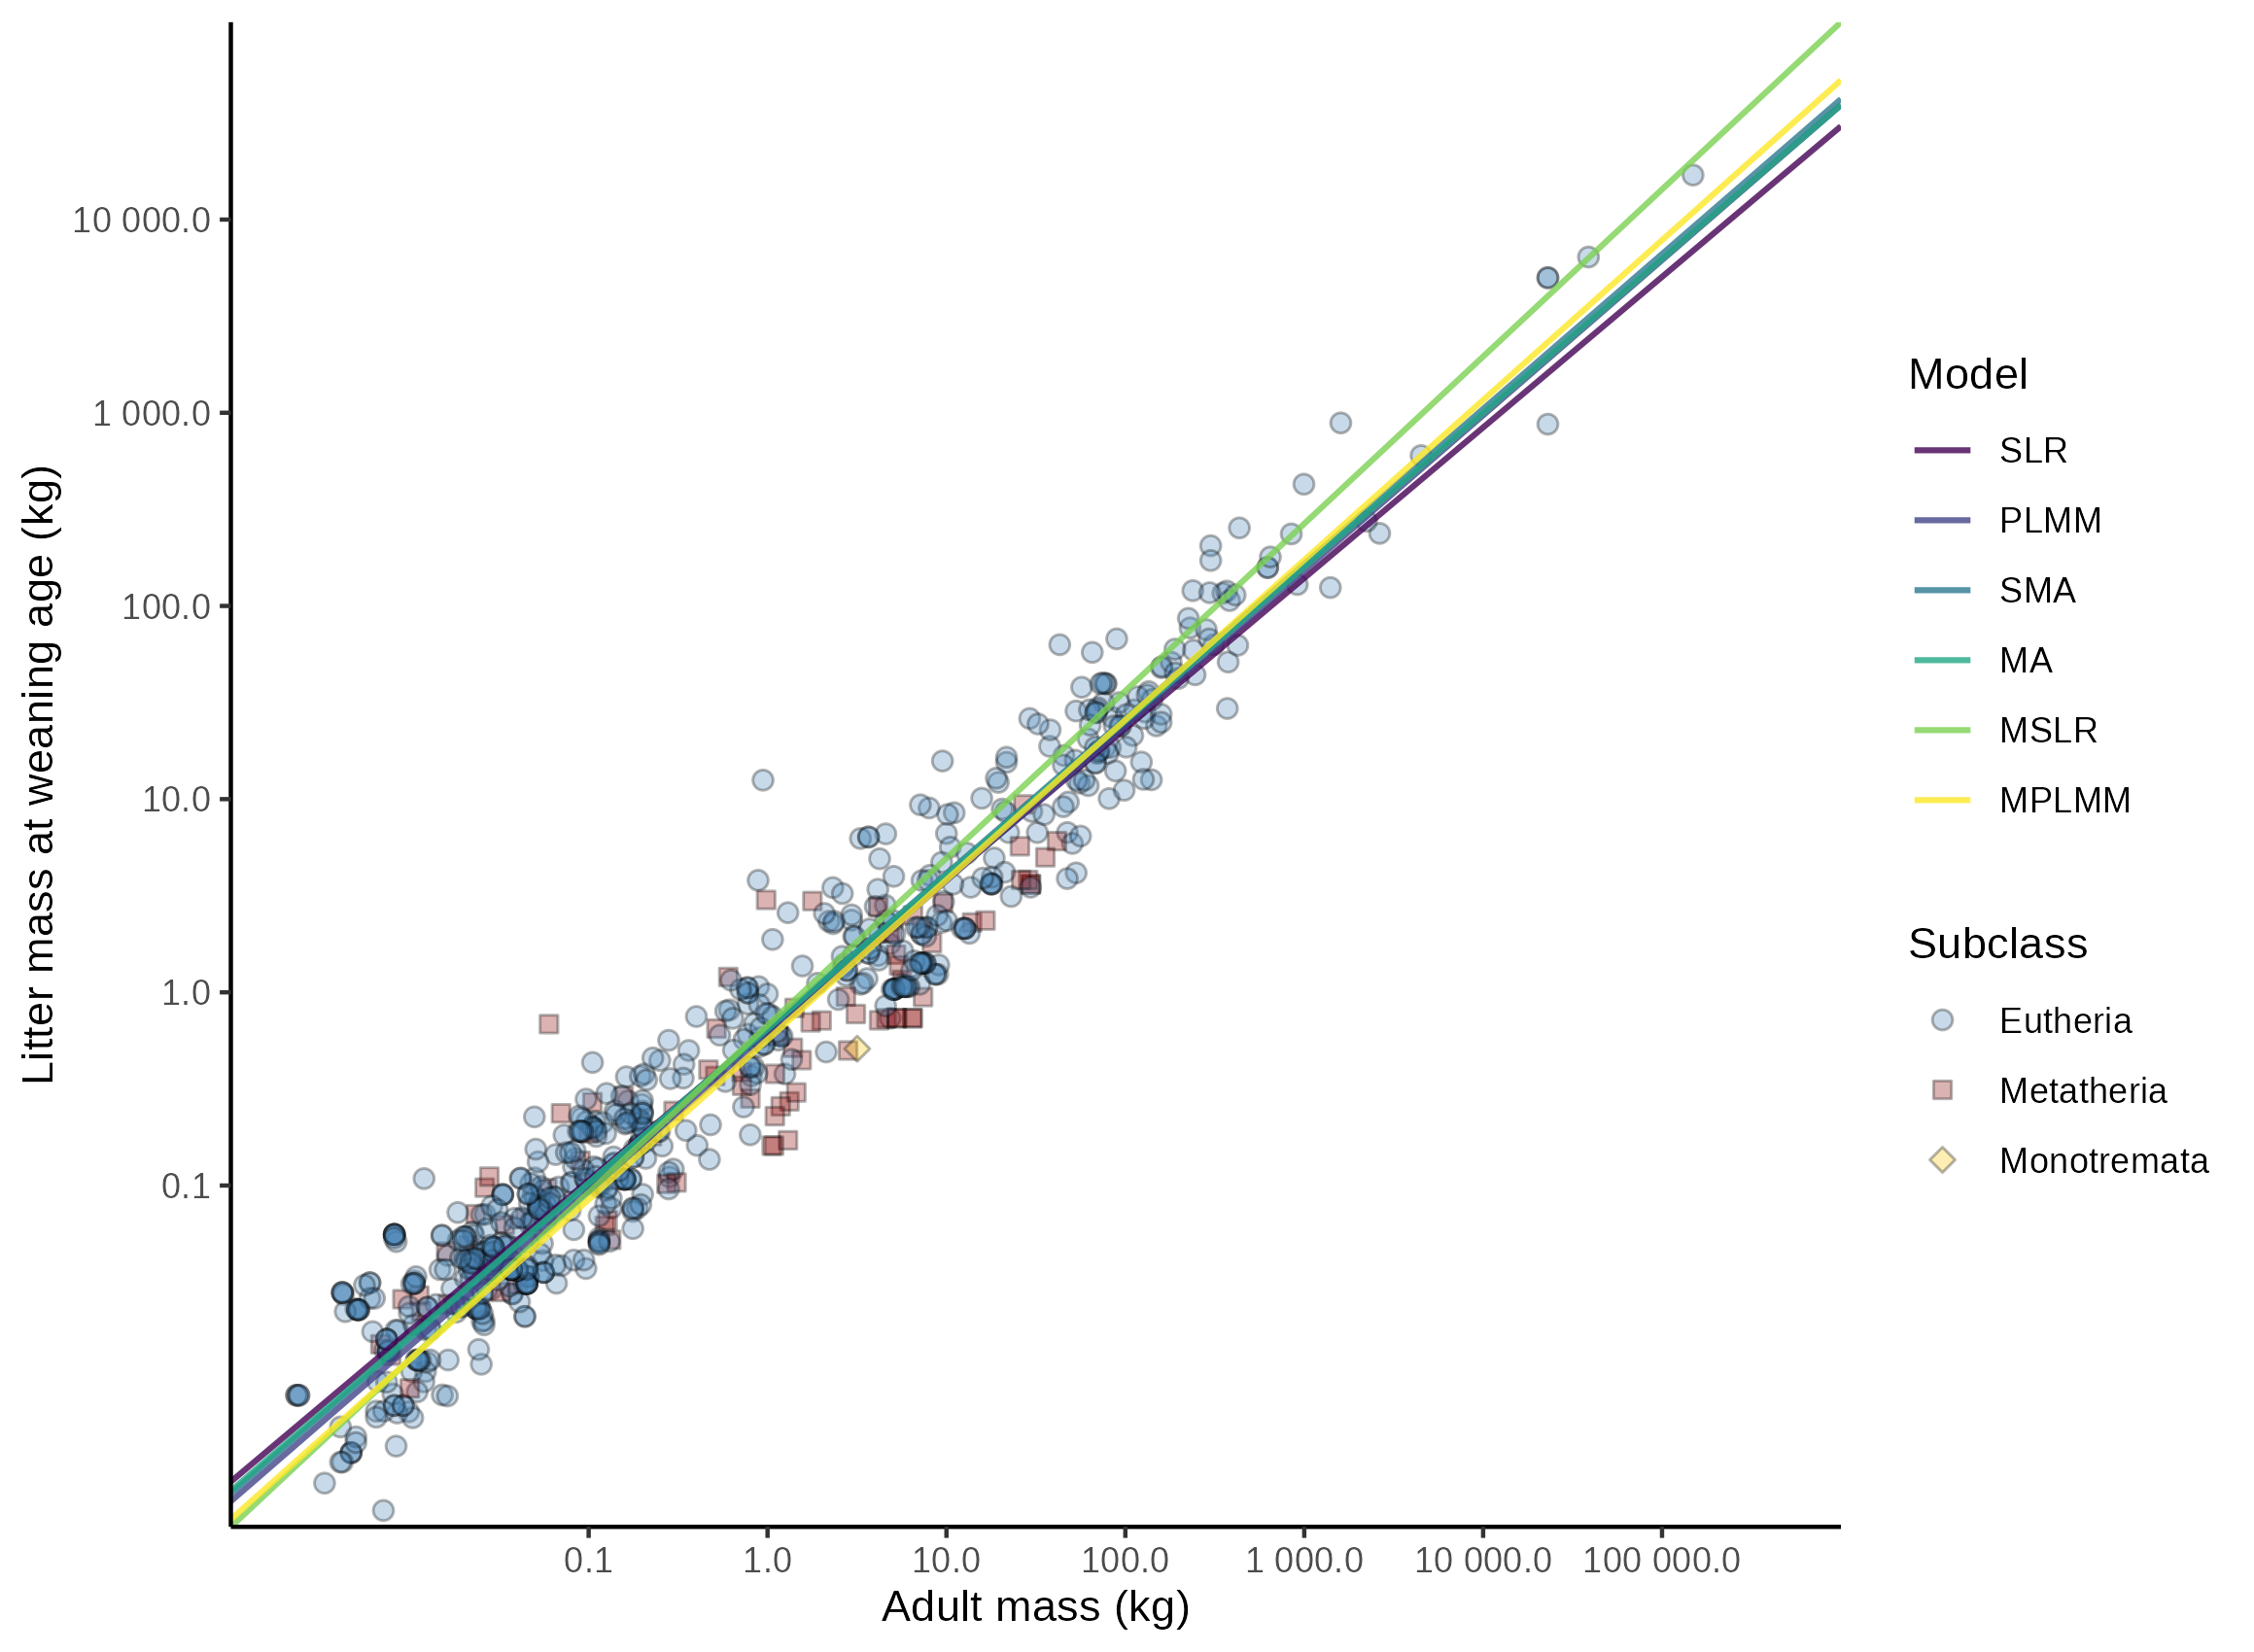 Litter mass at weaning age (kg)
10 000.0
1 000.0
100.0
10.0
1.0
0.1
0.1 1.0 10.0 100.0 1 000.0 10 000.0 100 000.0
Adult mass (kg)
Model
SLR
PLMM
SMA
MA
MSLR
MPLMM
Subclass
Eutheria
Metatheria
Monotremata